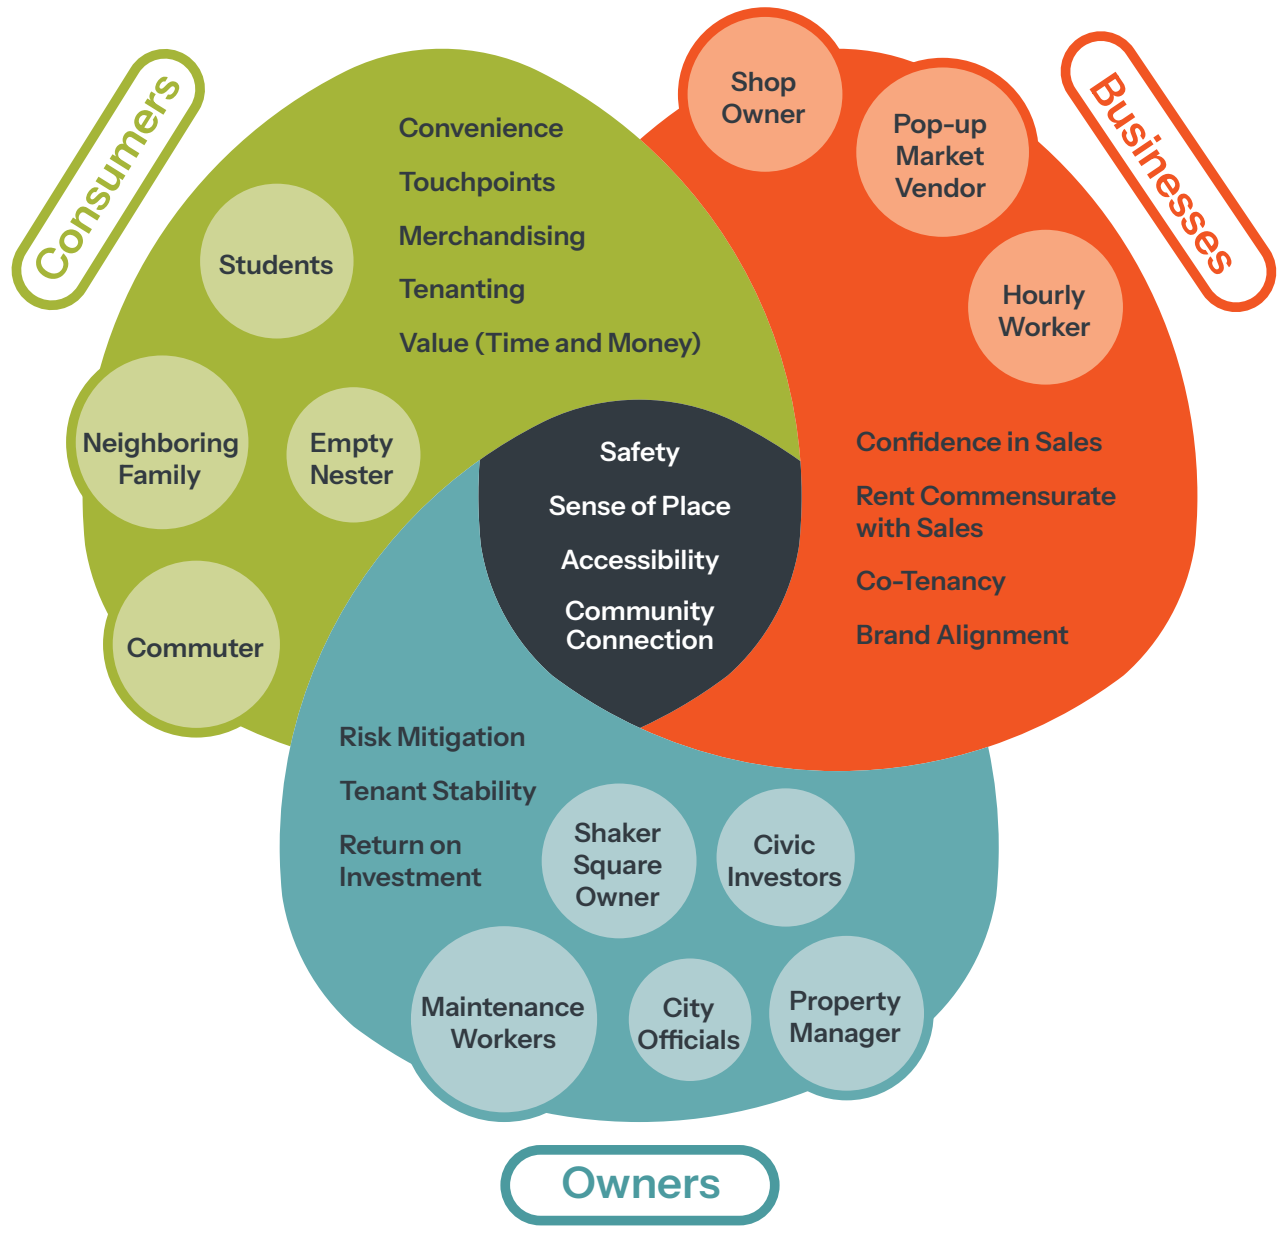 Consumers
Convenience
Touchpoints
Merchandising
Tenanting
Value (Time and Money)
Students
Neighboring
Family
Empty
Nester
Commuter
Businesses
Shop
Owner
Pop-up
Market
Vendor
Hourly
Worker
Confidence in Sales
Rent Commensurate
with Sales
Co-Tenancy
Brand Alignment
Safety
Sense of Place
Accessibility
Community
Connection
Risk Mitigation
Tenant Stability
Return on
Investment
Shaker
Square
Owner
Civic
Investors
Maintenance
Workers
City
Officials
Property
Manager
Owners